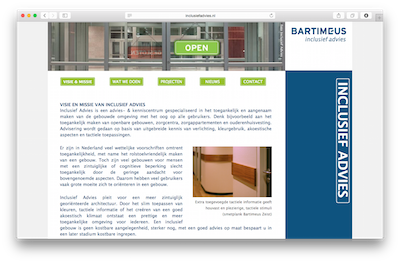 inclusiefadvies.nl
OPEN
BARTIMEUS
inclusief advies
VISIE & MISSIE
WAT WE DOEN
PROJECTEN
NIEUWS
CONTACT
INCLUSIEF ADVIES
VISIE EN MISSIE VAN INCLUSIEF ADVIES
Inclusief Advies is een advies- & kenniscentrum gespecialiseerd in het toegankelijk en aangenaam
maken van de gebouwde omgeving met het oog op alle gebruikers. Denk bijvoorbeeld aan het
toegankelijk maken van openbare gebouwen, zorgcentra, zorgappartementen en ouderenhuisvesting.
Advisering wordt gedaan op basis van uitgebreide kennis van verlichting, kleurgebruik, akoestische
aspecten en tactiele toepassingen.
Er zijn in Nederland veel wettelijke voorschriften omtrent
toegankelijkheid, met name het rolstoelvriendelijk maken
van een gebouw. Toch zijn veel gebouwen voor mensen
met een zintuiglijke of cognitieve beperking slecht
toegankelijk door de geringe aandacht voor
bovengenoemde aspecten. Daarom hebben veel gebruikers
vaak grote moeite zich te oriënteren in een gebouw.
Inclusief Advies pleit voor een meer zintuiglijk
georiënteerde architectuur. Door het slim toepassen van
kleuren, tactiele informatie of het creëren van een goed
akoestisch klimaat ontstaat een prettige en meer
toegankelijke omgeving voor iedereen. Een inclusief
gebouw is geen kostbare aangelegenheid, sterker nog, met een goed advies op maat bespaart u in
een later stadium kostbare ingrepen.
Extra toegevoegde tactiele informatie geeft
houvast en plezierige, tactiele stimuli
(sheepdeck Bartimeus Zeist)